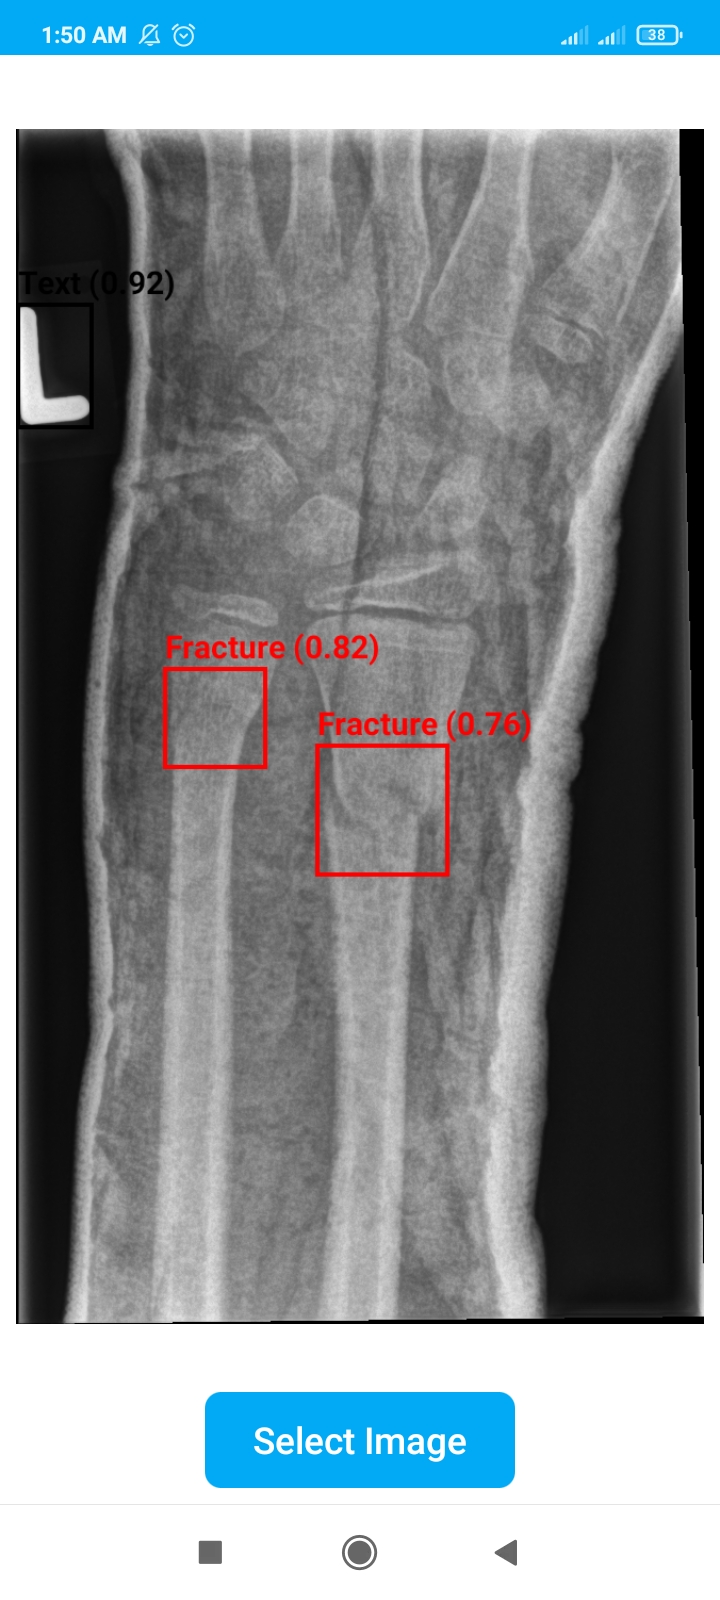 1:50 AM
38
Text (0.92)
L
Fracture (0.82)
Fracture (0.76)
Select Image